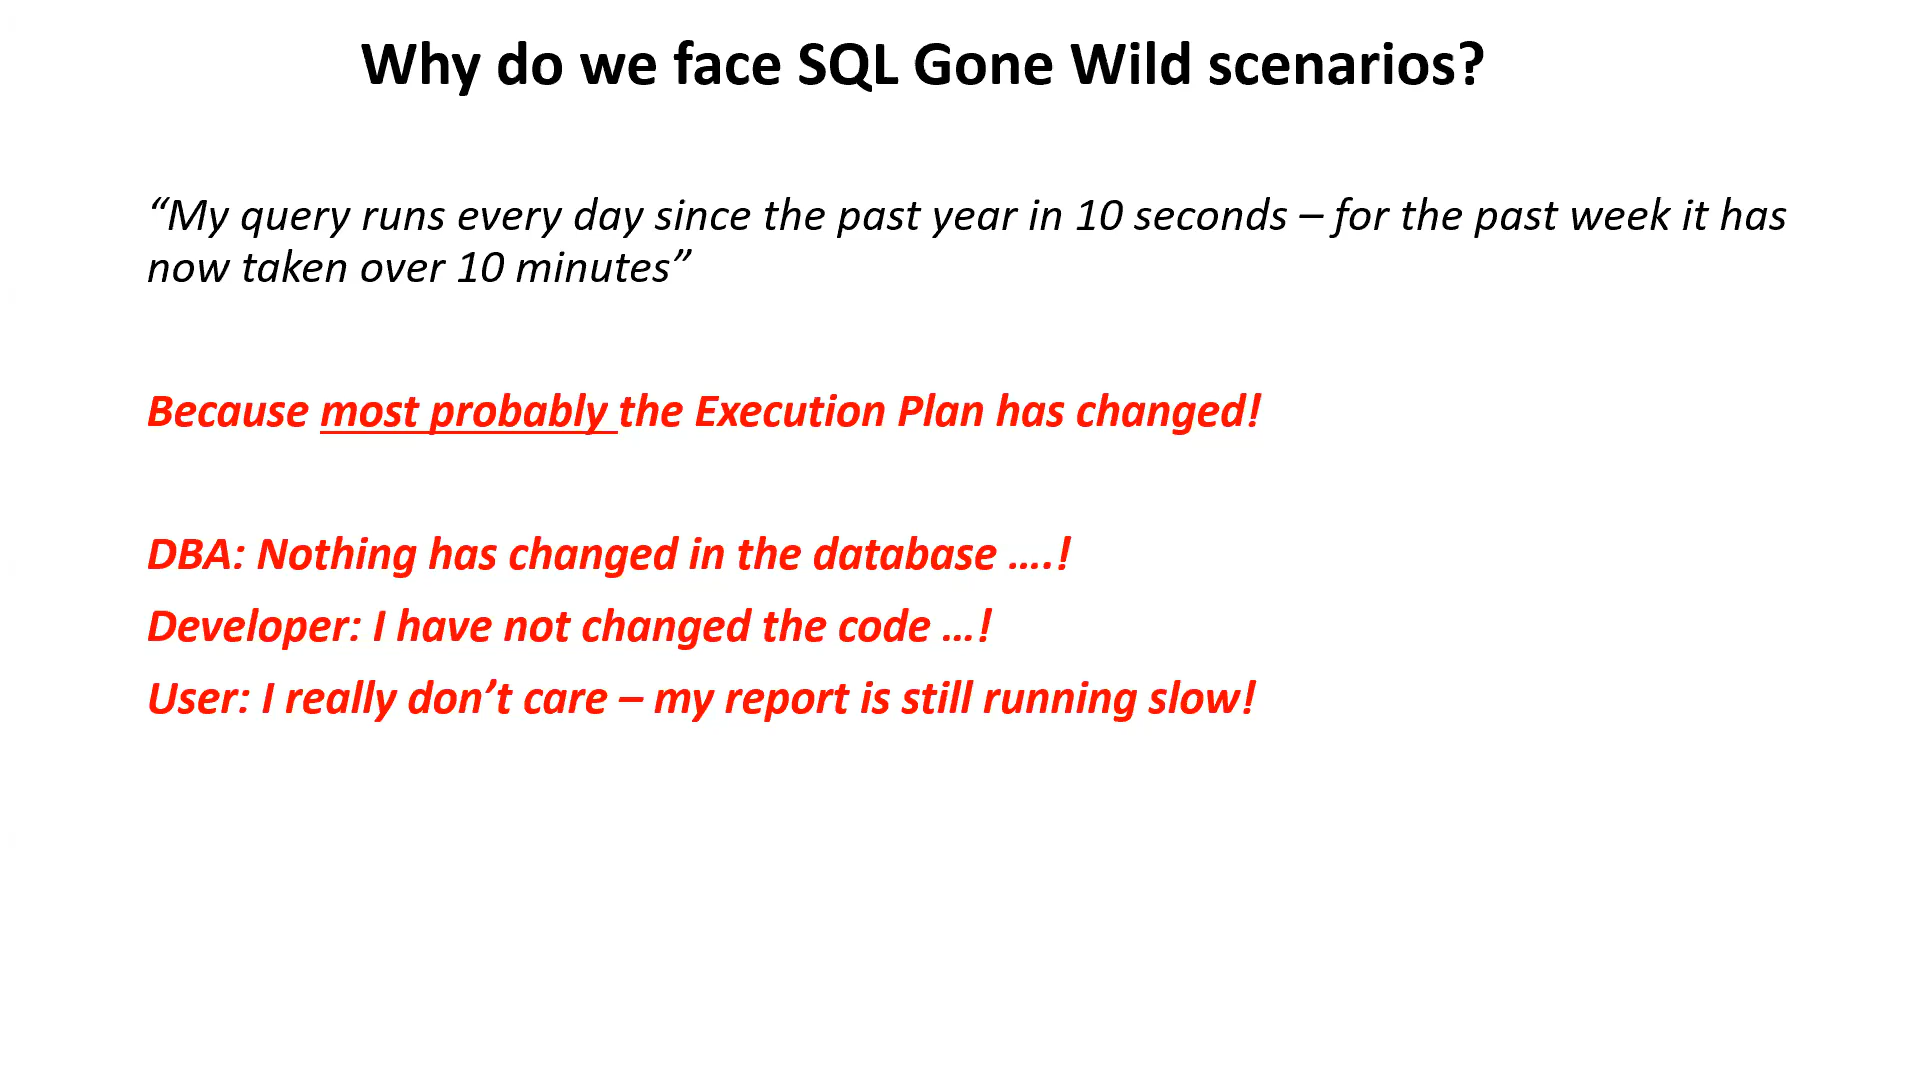 Why do we face SQL Gone Wild scenarios?
“My query runs every day since the past year in 10 seconds – for the past week it has
now taken over 10 minutes”
Because most probably the Execution Plan has changed!
DBA: Nothing has changed in the database ….!
Developer: I have not changed the code …!
User: I really don’t care – my report is still running slow!